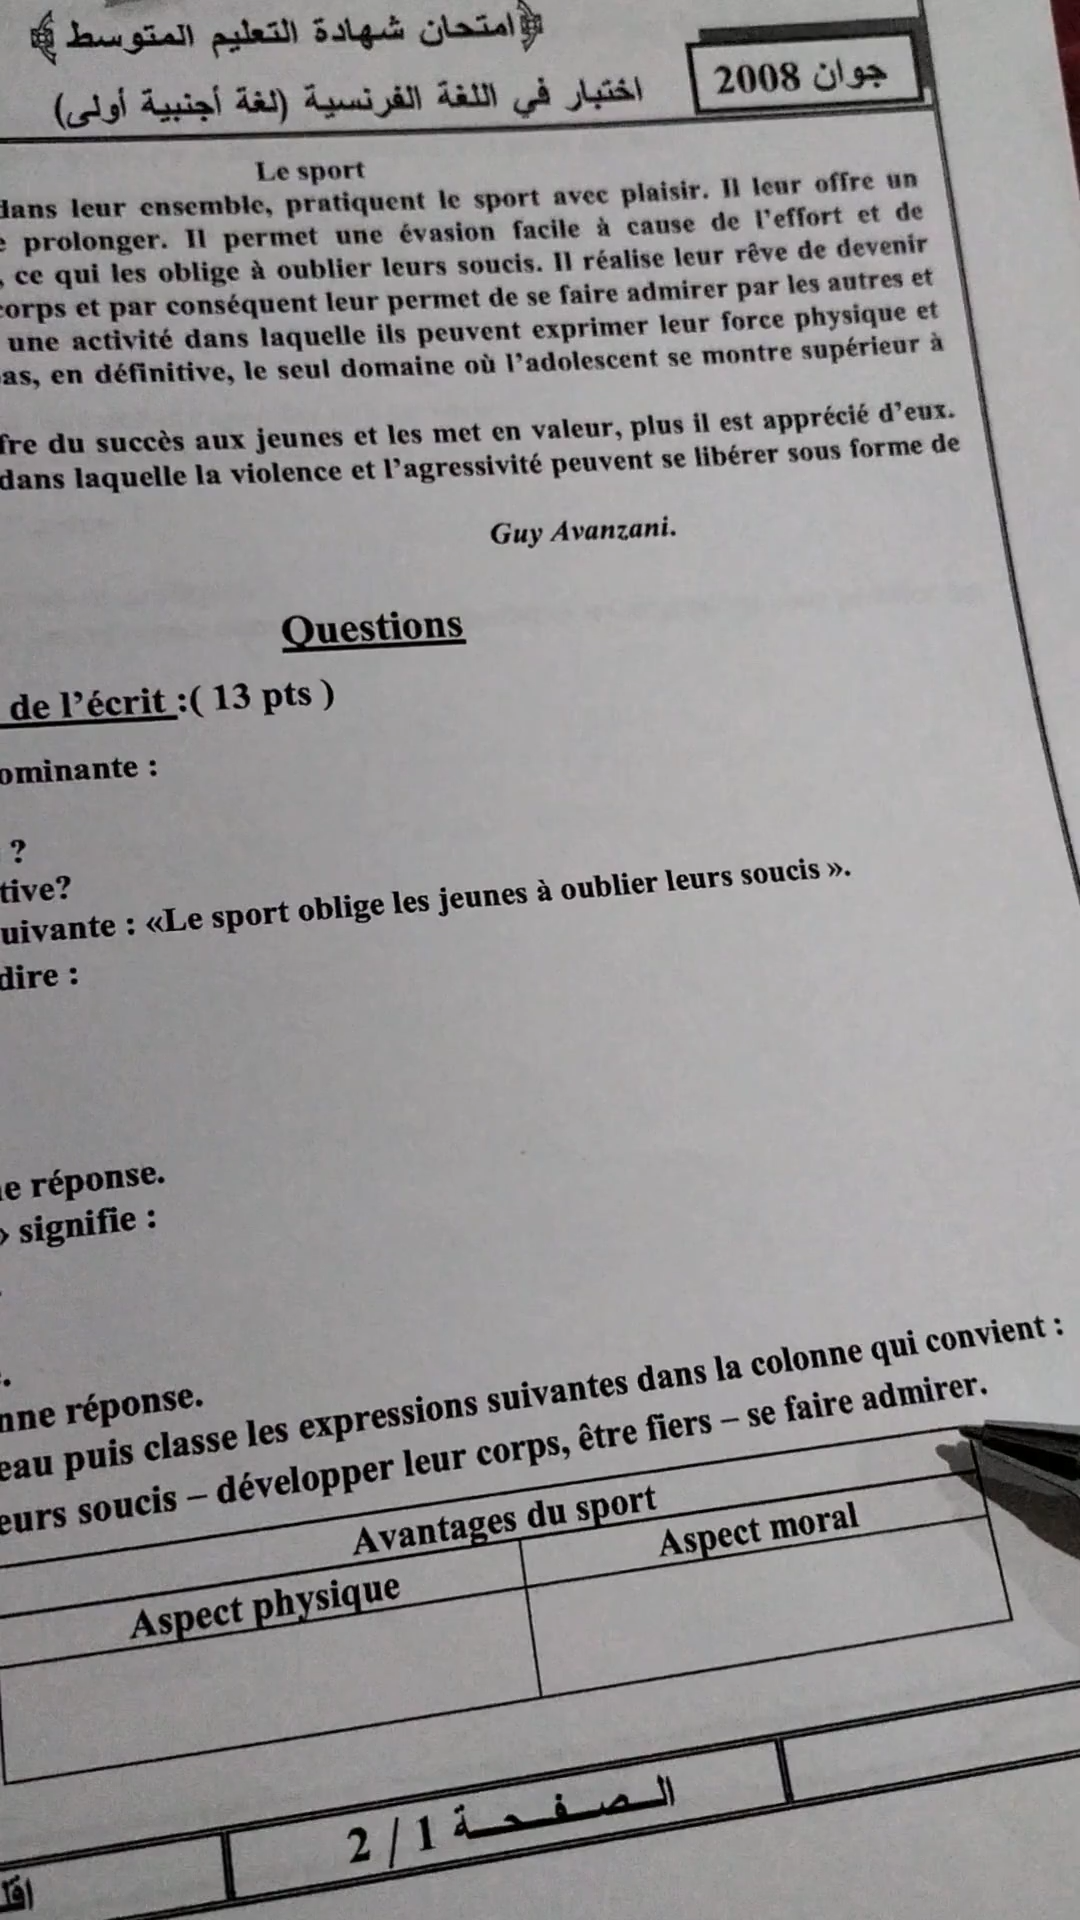 ﴿امتحان شهادة التعليم المتوسط﴾
جوان 2008
اختبار في اللغة الفرنسية (لغة أجنبية أولى)
Le sport
dans leur ensemble, pratiquent le sport avec plaisir. Il leur offre un
prolonger. Il permet une évasion facile à cause de l'effort et de
, ce qui les oblige à oublier leurs soucis. Il réalise leur rêve de devenir
corps et par conséquent leur permet de se faire admirer par les autres et
une activité dans laquelle ils peuvent exprimer leur force physique et
as, en définitive, le seul domaine où l'adolescent se montre supérieur à
fre du succès aux jeunes et les met en valeur, plus il est apprécié d'eux.
dans laquelle la violence et l'agressivité peuvent se libérer sous forme de
Guy Avanzani.
Questions
de l'écrit :( 13 pts )
ominante :
?
tive?
uivante : «Le sport oblige les jeunes à oublier leurs soucis ».
dire :
ne réponse.
» signifie :
nne réponse.
eau puis classe les expressions suivantes dans la colonne qui convient :
eurs soucis – développer leur corps, être fiers – se faire admirer.
Avantages du sport
Aspect physique
Aspect moral
الصفحة 1 / 2